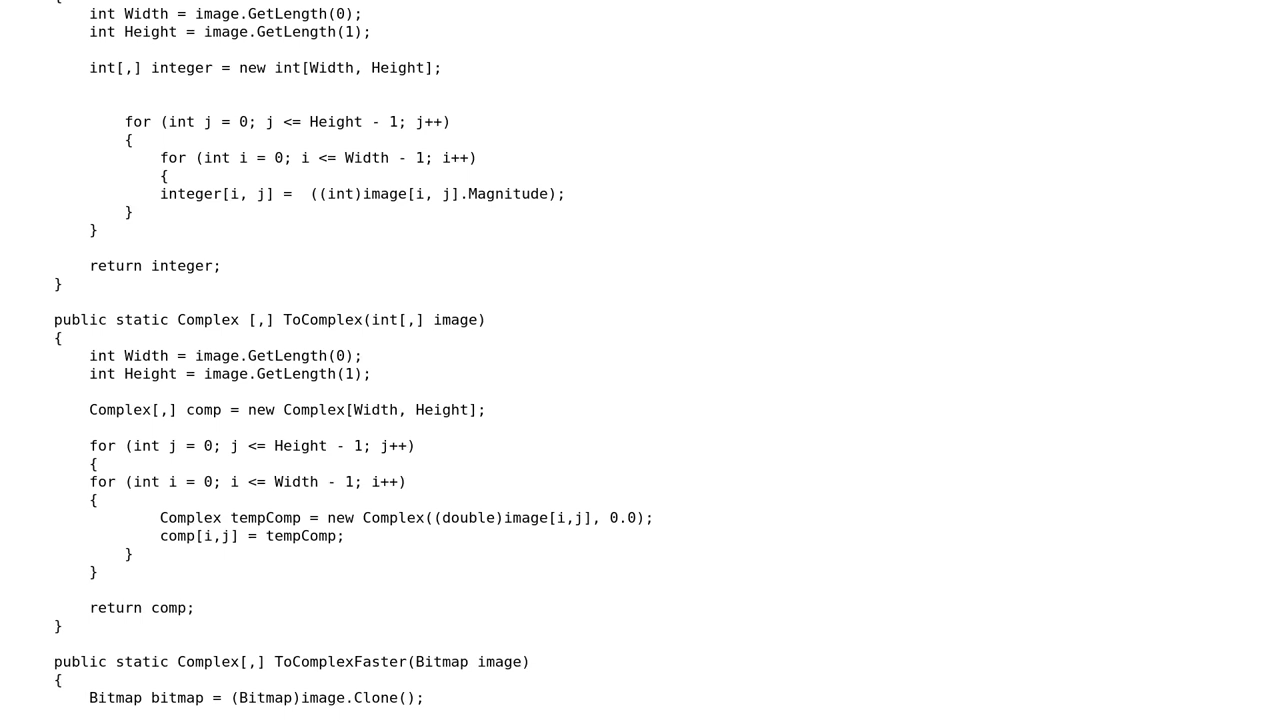 {
    int Width = image.GetLength(0);
    int Height = image.GetLength(1);

    int[,] integer = new int[Width, Height];


        for (int j = 0; j <= Height - 1; j++)
        {
            for (int i = 0; i <= Width - 1; i++)
            {
            integer[i, j] =  ((int)image[i, j].Magnitude);
        }
    }

    return integer;
}

public static Complex [,] ToComplex(int[,] image)
{
    int Width = image.GetLength(0);
    int Height = image.GetLength(1);

    Complex[,] comp = new Complex[Width, Height];

    for (int j = 0; j <= Height - 1; j++)
    {
    for (int i = 0; i <= Width - 1; i++)
    {
            Complex tempComp = new Complex((double)image[i,j], 0.0);
            comp[i,j] = tempComp;
        }
    }

    return comp;
}

public static Complex[,] ToComplexFaster(Bitmap image)
{
    Bitmap bitmap = (Bitmap)image.Clone();